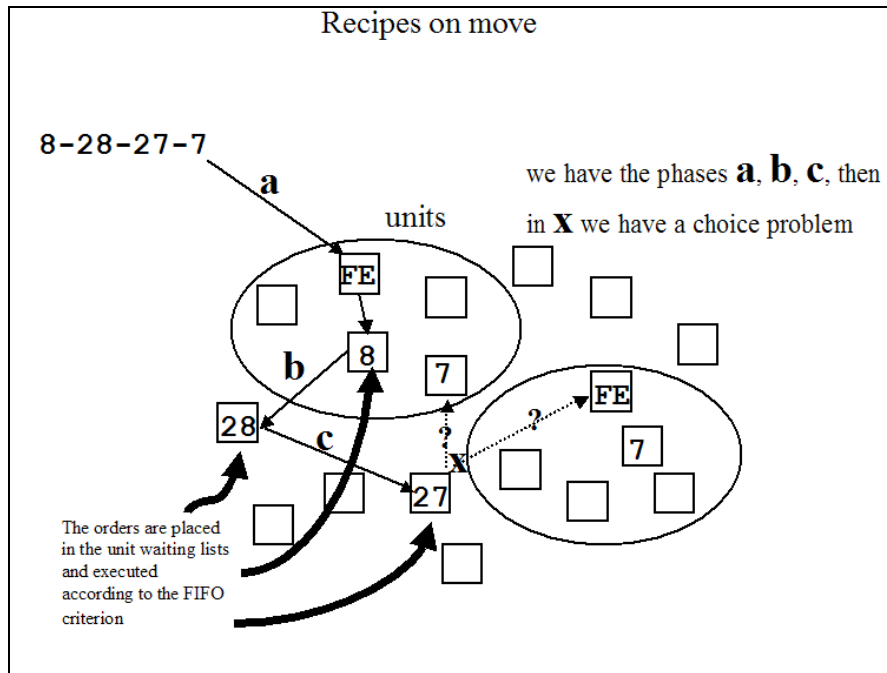 Recipes on move
8-28-27-7
a
we have the phases a, b, c, then
in x we have a choice problem
units
FE
8
7
b
28
c
?
x
27
?
FE
7
The orders are placed
in the unit waiting lists
and executed
according to the FIFO
criterion